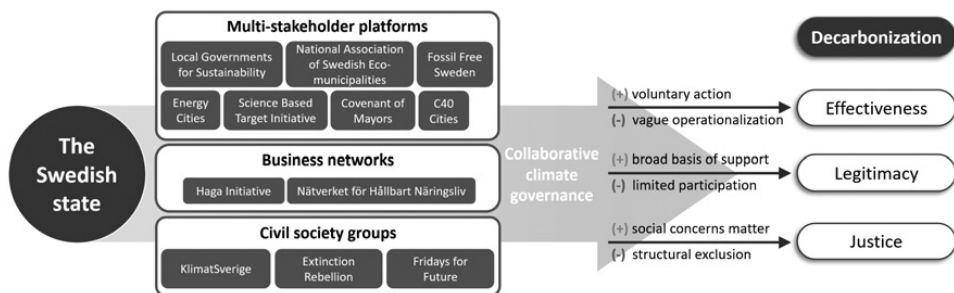 The
Swedish
state
Multi-stakeholder platforms
Local Governments
for Sustainability
National Association
of Swedish Eco-
municipalities
Fossil Free
Sweden
Energy
Cities
Science Based
Target Initiative
Covenant of
Mayors
C40
Cities
Business networks
Haga Initiative
Nätverket för Hållbart Näringsliv
Civil society groups
KlimatSverige
Extinction
Rebellion
Fridays for
Future
Collaborative
climate
governance
(+) voluntary action
(-) vague operationalization
(+) broad basis of support
(-) limited participation
(+) social concerns matter
(-) structural exclusion
Decarbonization
Effectiveness
Legitimacy
Justice